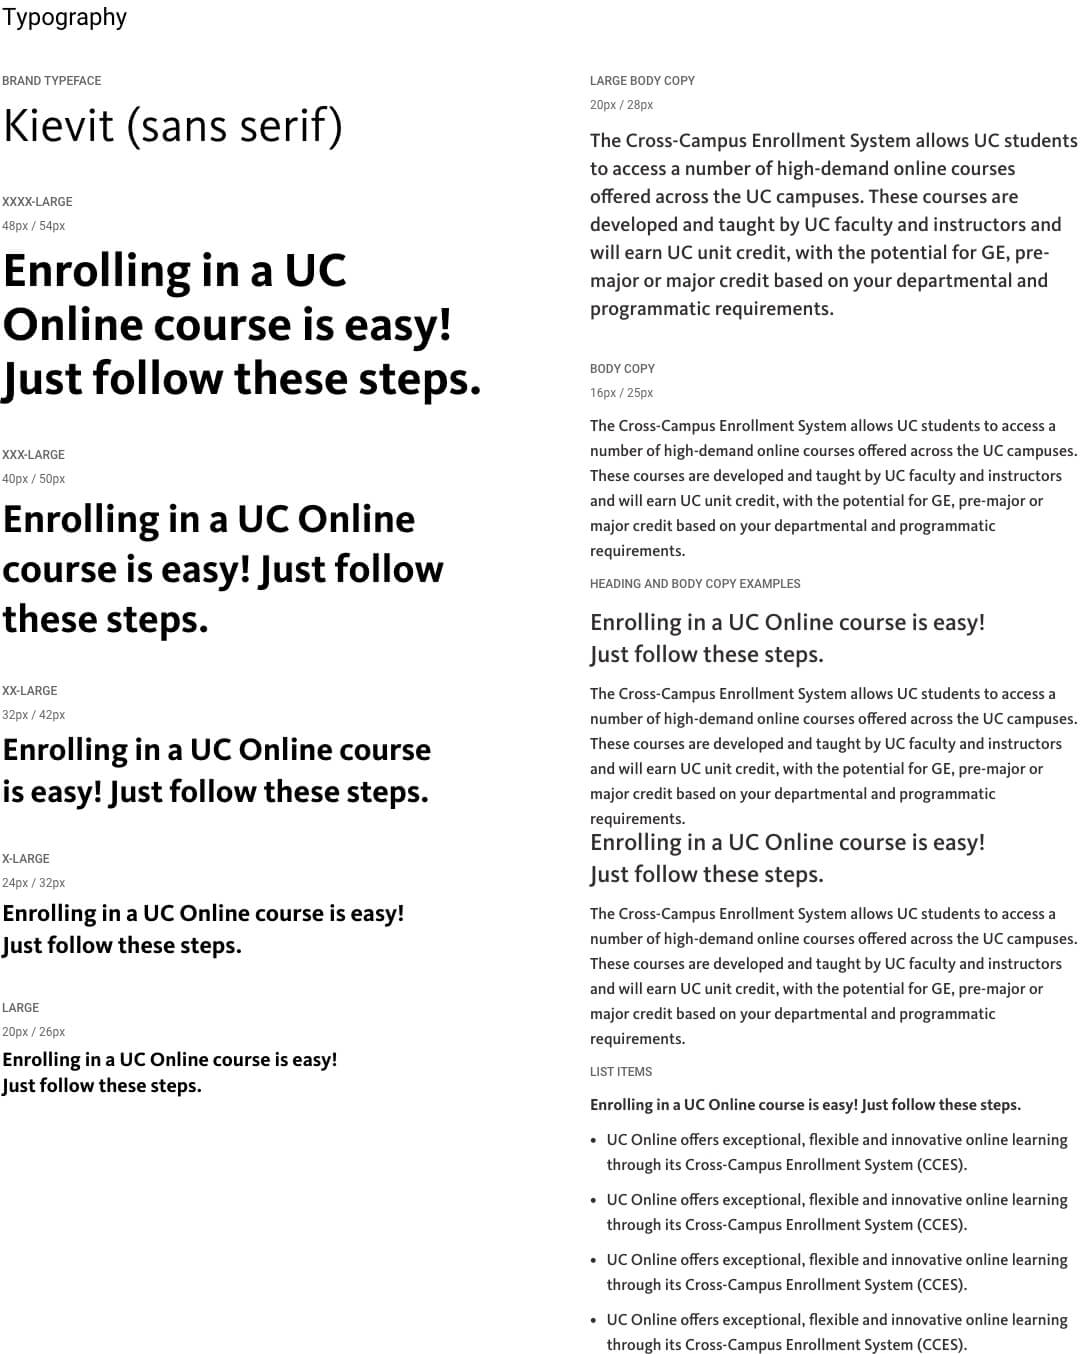 Typography
BRAND TYPEFACE
Kievit (sans serif)
XXXX-LARGE
48px / 54px
Enrolling in a UC
Online course is easy!
Just follow these steps.
XXX-LARGE
40px / 50px
Enrolling in a UC Online
course is easy! Just follow
these steps.
XX-LARGE
32px / 42px
Enrolling in a UC Online course
is easy! Just follow these steps.
X-LARGE
24px / 32px
Enrolling in a UC Online course is easy!
Just follow these steps.
LARGE
20px / 26px
Enrolling in a UC Online course is easy!
Just follow these steps.
LARGE BODY COPY
20px / 28px
The Cross-Campus Enrollment System allows UC students
to access a number of high-demand online courses
offered across the UC campuses. These courses are
developed and taught by UC faculty and instructors and
will earn UC unit credit, with the potential for GE, pre-
major or major credit based on your departmental and
programmatic requirements.
BODY COPY
16px / 25px
The Cross-Campus Enrollment System allows UC students to access a
number of high-demand online courses offered across the UC campuses.
These courses are developed and taught by UC faculty and instructors
and will earn UC unit credit, with the potential for GE, pre-major or
major credit based on your departmental and programmatic
requirements.
HEADING AND BODY COPY EXAMPLES
Enrolling in a UC Online course is easy!
Just follow these steps.
The Cross-Campus Enrollment System allows UC students to access a
number of high-demand online courses offered across the UC campuses.
These courses are developed and taught by UC faculty and instructors
and will earn UC unit credit, with the potential for GE, pre-major or
major credit based on your departmental and programmatic
requirements.
Enrolling in a UC Online course is easy!
Just follow these steps.
The Cross-Campus Enrollment System allows UC students to access a
number of high-demand online courses offered across the UC campuses.
These courses are developed and taught by UC faculty and instructors
and will earn UC unit credit, with the potential for GE, pre-major or
major credit based on your departmental and programmatic
requirements.
LIST ITEMS
Enrolling in a UC Online course is easy! Just follow these steps.
• UC Online offers exceptional, flexible and innovative online learning
through its Cross-Campus Enrollment System (CCES).
• UC Online offers exceptional, flexible and innovative online learning
through its Cross-Campus Enrollment System (CCES).
• UC Online offers exceptional, flexible and innovative online learning
through its Cross-Campus Enrollment System (CCES).
• UC Online offers exceptional, flexible and innovative online learning
through its Cross-Campus Enrollment System (CCES).